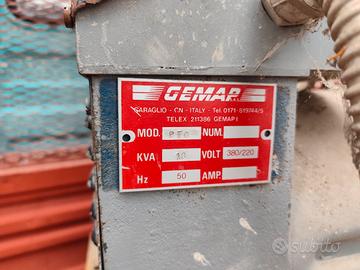 GEMAR
CARAGLIO - CN - ITALY - Tel. 0171-619744/5
TELEX 211386 GEMAP I
MOD. NUM.
KVA 10 VOLT 380/220
Hz 50 AMP.
subito